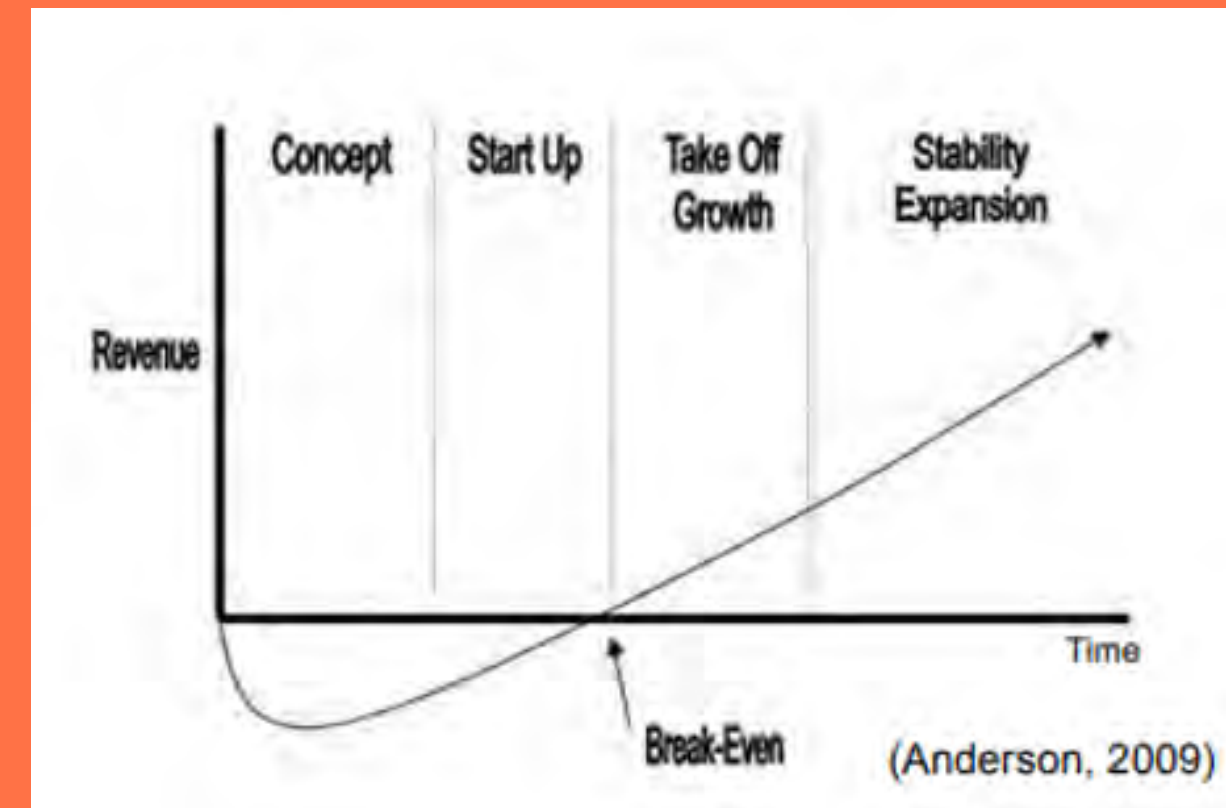 Concept
Start Up
Take Off
Growth
Stability
Expansion
Revenue
Time
Break-Even
(Anderson, 2009)